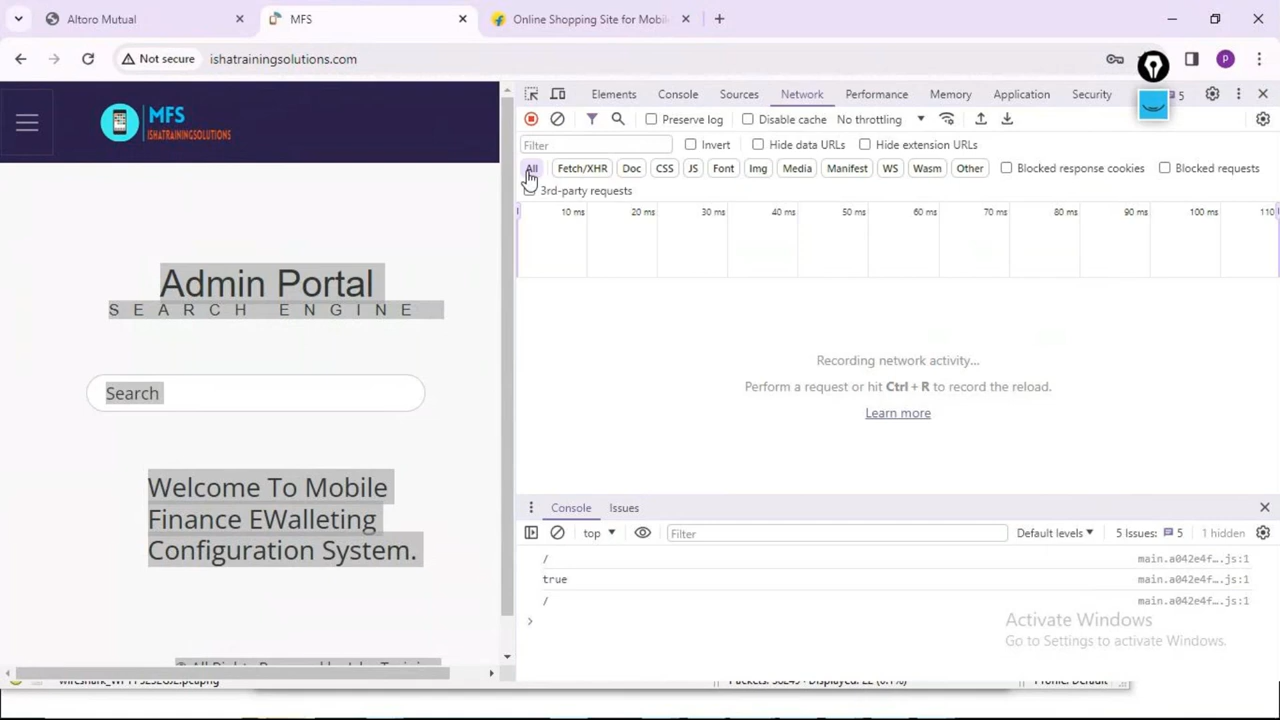 Altoro Mutual
MFS
Online Shopping Site for Mobil
Not secure
ishatrainingsolutions.com
P
MFS
ISHATRAININGSOLUTIONS
Admin Portal
SEARCH ENGINE
Search
Welcome To Mobile
Finance EWalleting
Configuration System.
Elements
Console
Sources
Network
Performance
Memory
Application
Security
5
Preserve log
Disable cache
No throttling
Filter
Invert
Hide data URLs
Hide extension URLs
All
Fetch/XHR
Doc
CSS
JS
Font
Img
Media
Manifest
WS
Wasm
Other
Blocked response cookies
Blocked requests
3rd-party requests
10 ms
20 ms
30 ms
40 ms
50 ms
60 ms
70 ms
80 ms
90 ms
100 ms
110
Recording network activity...
Perform a request or hit Ctrl + R to record the reload.
Learn more
Console
Issues
top
Filter
Default levels
5 Issues:
5
1 hidden
/
main.a042e4f….js:1
true
main.a042e4f….js:1
/
main.a042e4f….js:1
Activate Windows
Go to Settings to activate Windows.